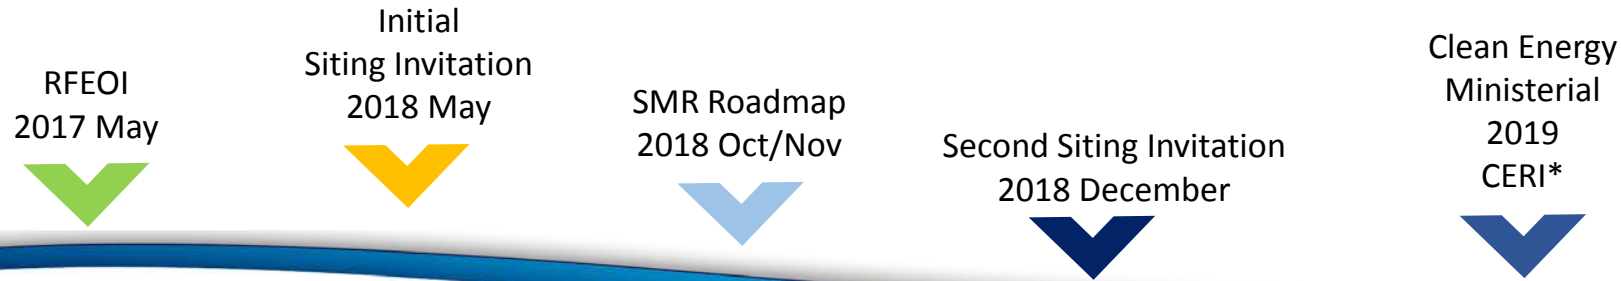 RFEOI
2017 May
Initial
Siting Invitation
2018 May
SMR Roadmap
2018 Oct/Nov
Second Siting Invitation
2018 December
Clean Energy
Ministerial
2019
CERI*